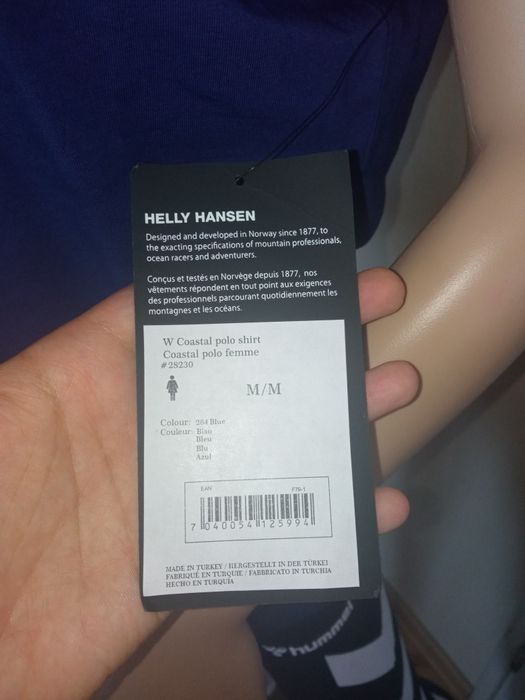 HELLY HANSEN
Designed and developed in Norway since 1877, to
the exacting specifications of mountain professionals,
ocean racers and adventurers.
Conçus et testés en Norvège depuis 1877, nos
vêtements répondent en tout point aux exigences
des professionnels parcourant quotidiennement les
montagnes et les océans.
W Coastal polo shirt
Coastal polo femme
#28230
M/M
Colour: 284 Blue
Couleur: Blau
Bleu
Blu
Azul
EAN F79-1
7 040054 125994
MADE IN TURKEY / HERGESTELLT IN DER TÜRKEI
FABRIQUÉ EN TURQUIE / FABBRICATO IN TURCHIA
HECHO EN TURQUÍA
hummel